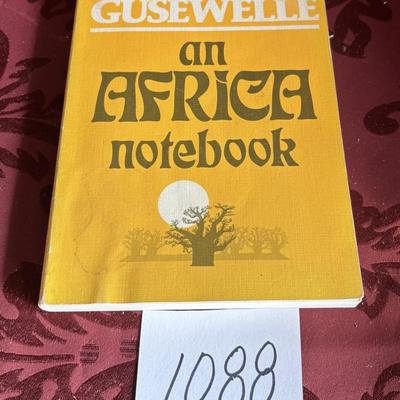 GUSEWELLE
an
AFRiCA
notebook
1088